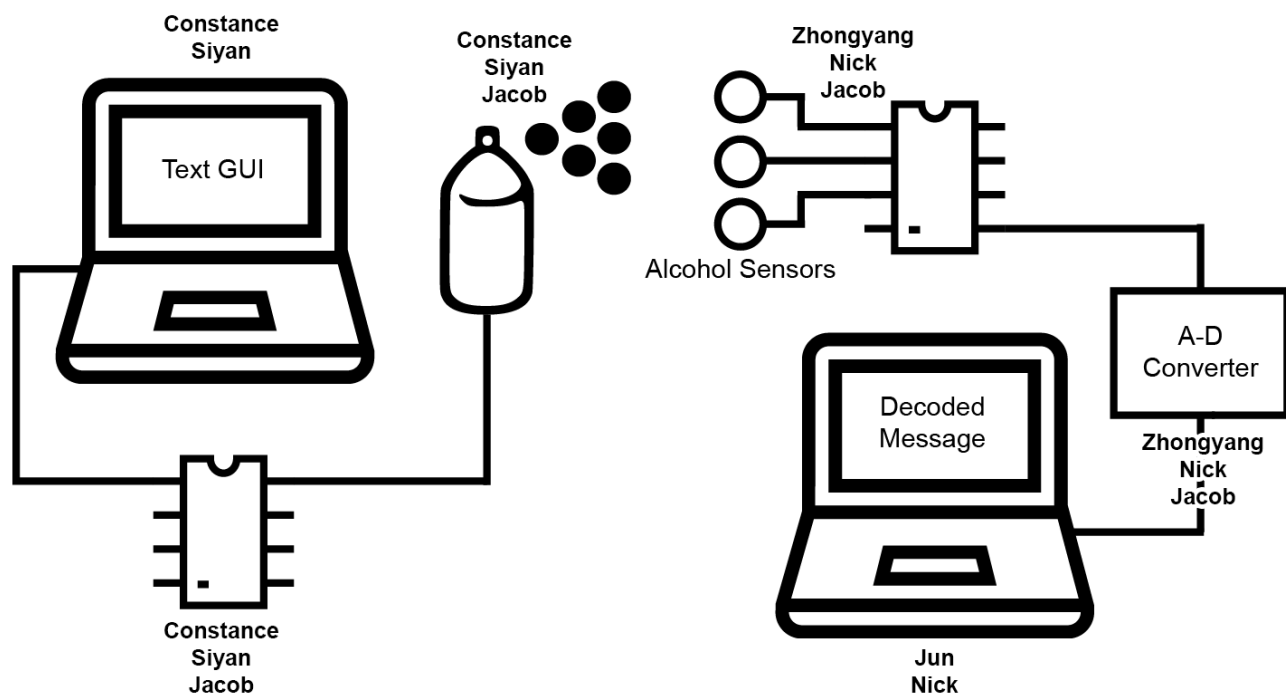 Constance
Siyan
Text GUI
Constance
Siyan
Jacob
Constance
Siyan
Jacob
Zhongyang
Nick
Jacob
Alcohol Sensors
A-D
Converter
Zhongyang
Nick
Jacob
Decoded
Message
Jun
Nick